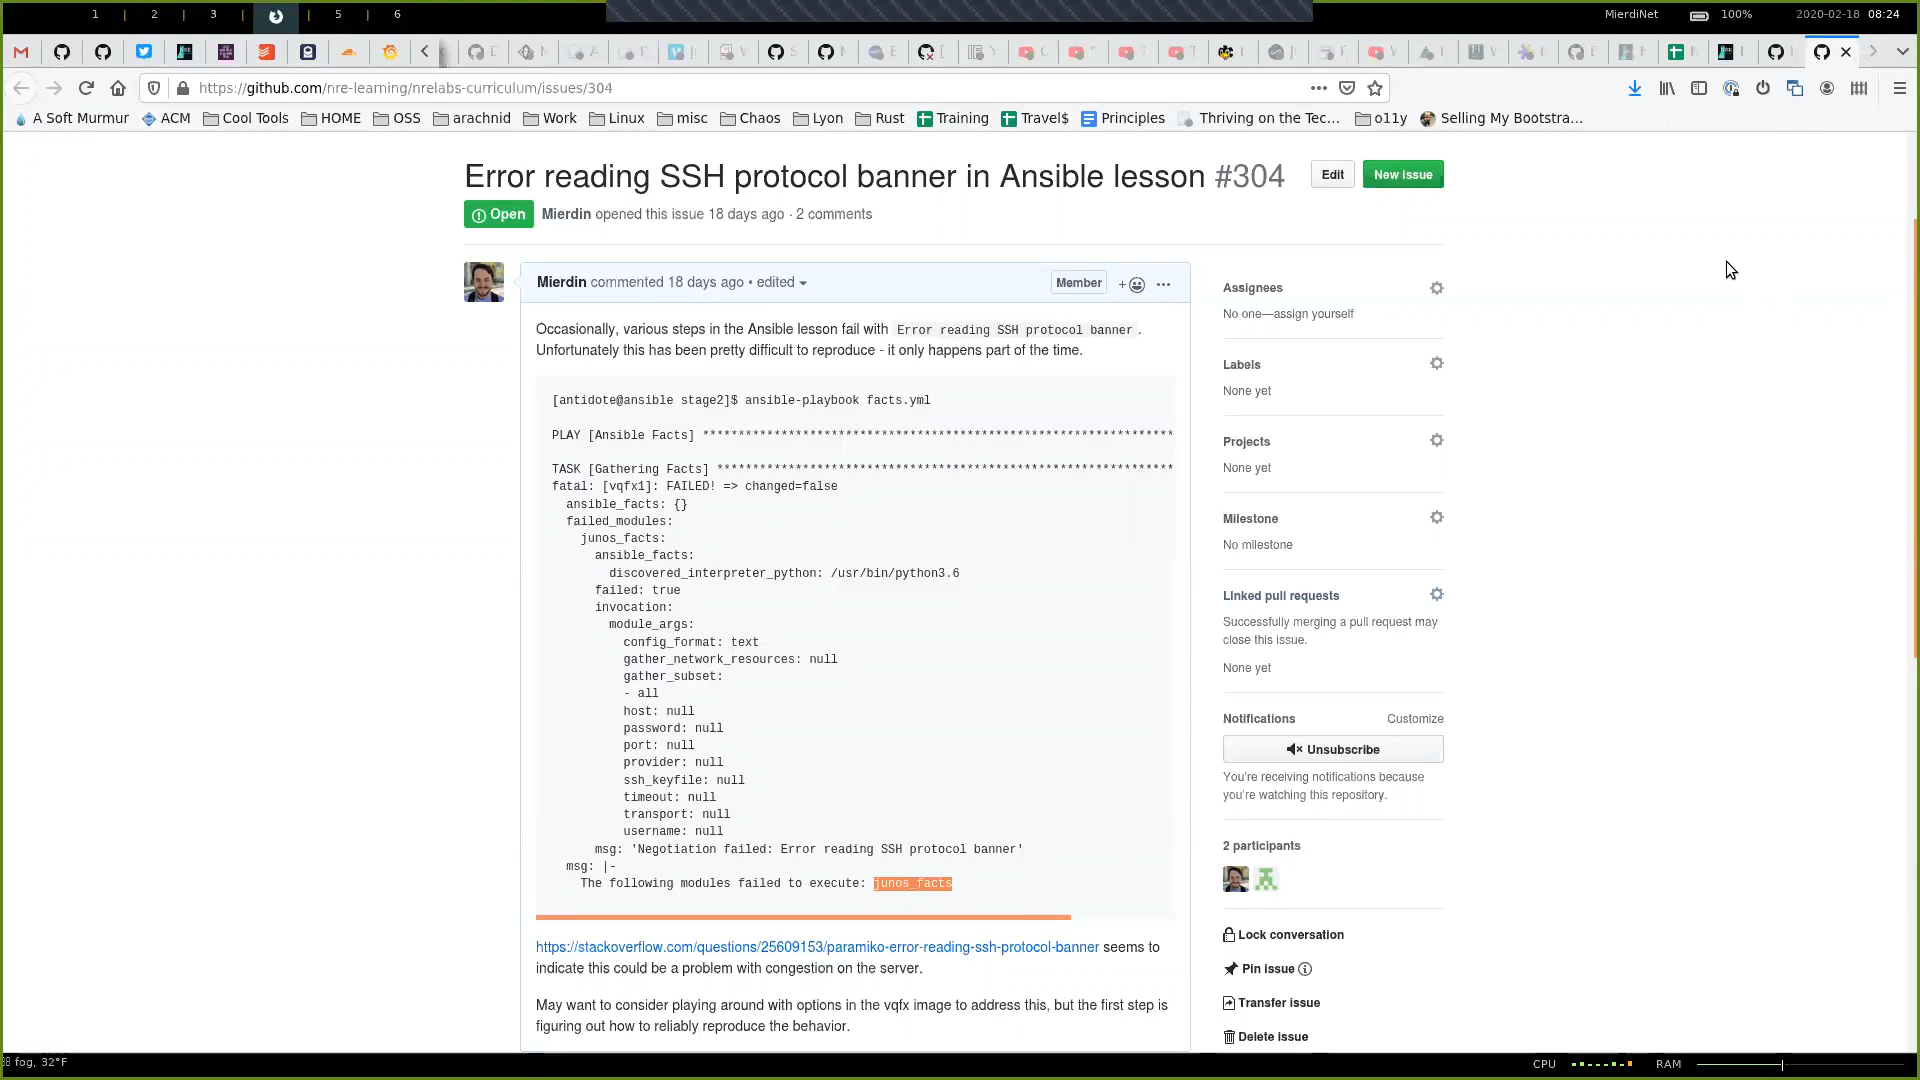 1 | 2 | 3 | | 5 | 6
MierdiNet 100% 2020-02-18 08:24
https://github.com/nre-learning/nrelabs-curriculum/issues/304
A Soft Murmur ACM Cool Tools HOME OSS arachnid Work Linux misc Chaos Lyon Rust Training Travel$ Principles Thriving on the Tec... o11y Selling My Bootstra...
Error reading SSH protocol banner in Ansible lesson #304
Edit
New issue
Open Mierdin opened this issue 18 days ago · 2 comments
Mierdin commented 18 days ago • edited
Member
Occasionally, various steps in the Ansible lesson fail with Error reading SSH protocol banner .
Unfortunately this has been pretty difficult to reproduce - it only happens part of the time.
[antidote@ansible stage2]$ ansible-playbook facts.yml
PLAY [Ansible Facts] ******************************************************************
TASK [Gathering Facts] ****************************************************************
fatal: [vqfx1]: FAILED! => changed=false
ansible_facts: {}
failed_modules:
junos_facts:
ansible_facts:
discovered_interpreter_python: /usr/bin/python3.6
failed: true
invocation:
module_args:
config_format: text
gather_network_resources: null
gather_subset:
- all
host: null
password: null
port: null
provider: null
ssh_keyfile: null
timeout: null
transport: null
username: null
msg: 'Negotiation failed: Error reading SSH protocol banner'
msg: |-
The following modules failed to execute: junos_facts
https://stackoverflow.com/questions/25609153/paramiko-error-reading-ssh-protocol-banner seems to
indicate this could be a problem with congestion on the server.
May want to consider playing around with options in the vqfx image to address this, but the first step is
figuring out how to reliably reproduce the behavior.
Assignees
No one—assign yourself
Labels
None yet
Projects
None yet
Milestone
No milestone
Linked pull requests
Successfully merging a pull request may
close this issue.
None yet
Notifications Customize
Unsubscribe
You're receiving notifications because
you're watching this repository.
2 participants
Lock conversation
Pin issue
Transfer issue
Delete issue
fog, 32°F
CPU RAM